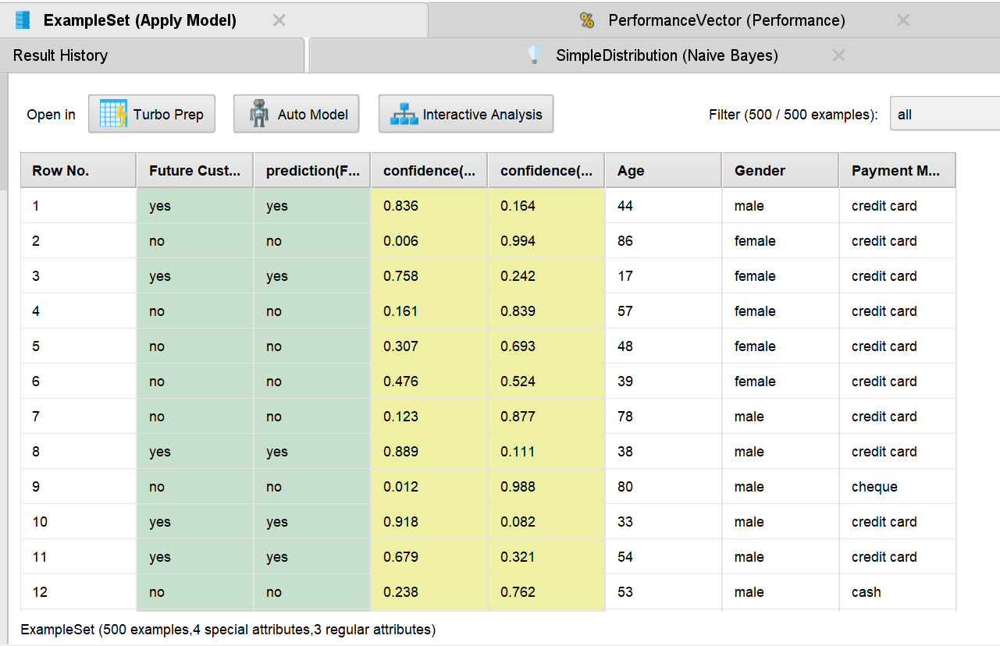 ExampleSet (Apply Model) PerformanceVector (Performance)
Result History SimpleDistribution (Naive Bayes)
Open in Turbo Prep Auto Model Interactive Analysis Filter (500 / 500 examples): all
Row No. Future Cust... prediction(F... confidence(... confidence(... Age Gender Payment M...
1 yes yes 0.836 0.164 44 male credit card
2 no no 0.006 0.994 86 female credit card
3 yes yes 0.758 0.242 17 female credit card
4 no no 0.161 0.839 57 female credit card
5 no no 0.307 0.693 48 female credit card
6 no no 0.476 0.524 39 female credit card
7 no no 0.123 0.877 78 male credit card
8 yes yes 0.889 0.111 38 male credit card
9 no no 0.012 0.988 80 male cheque
10 yes yes 0.918 0.082 33 male credit card
11 yes yes 0.679 0.321 54 male credit card
12 no no 0.238 0.762 53 male cash
ExampleSet (500 examples,4 special attributes,3 regular attributes)